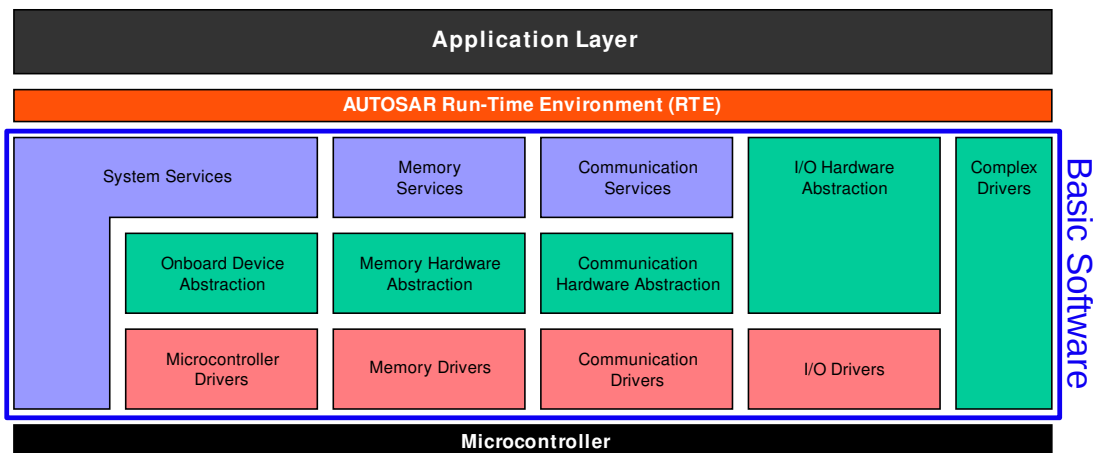 Application Layer
AUTOSAR Run-Time Environment (RTE)
System Services
Memory
Services
Communication
Services
I/O Hardware
Abstraction
Complex
Drivers
Onboard Device
Abstraction
Memory Hardware
Abstraction
Communication
Hardware Abstraction
Microcontroller
Drivers
Memory Drivers
Communication
Drivers
I/O Drivers
Basic Software
Microcontroller